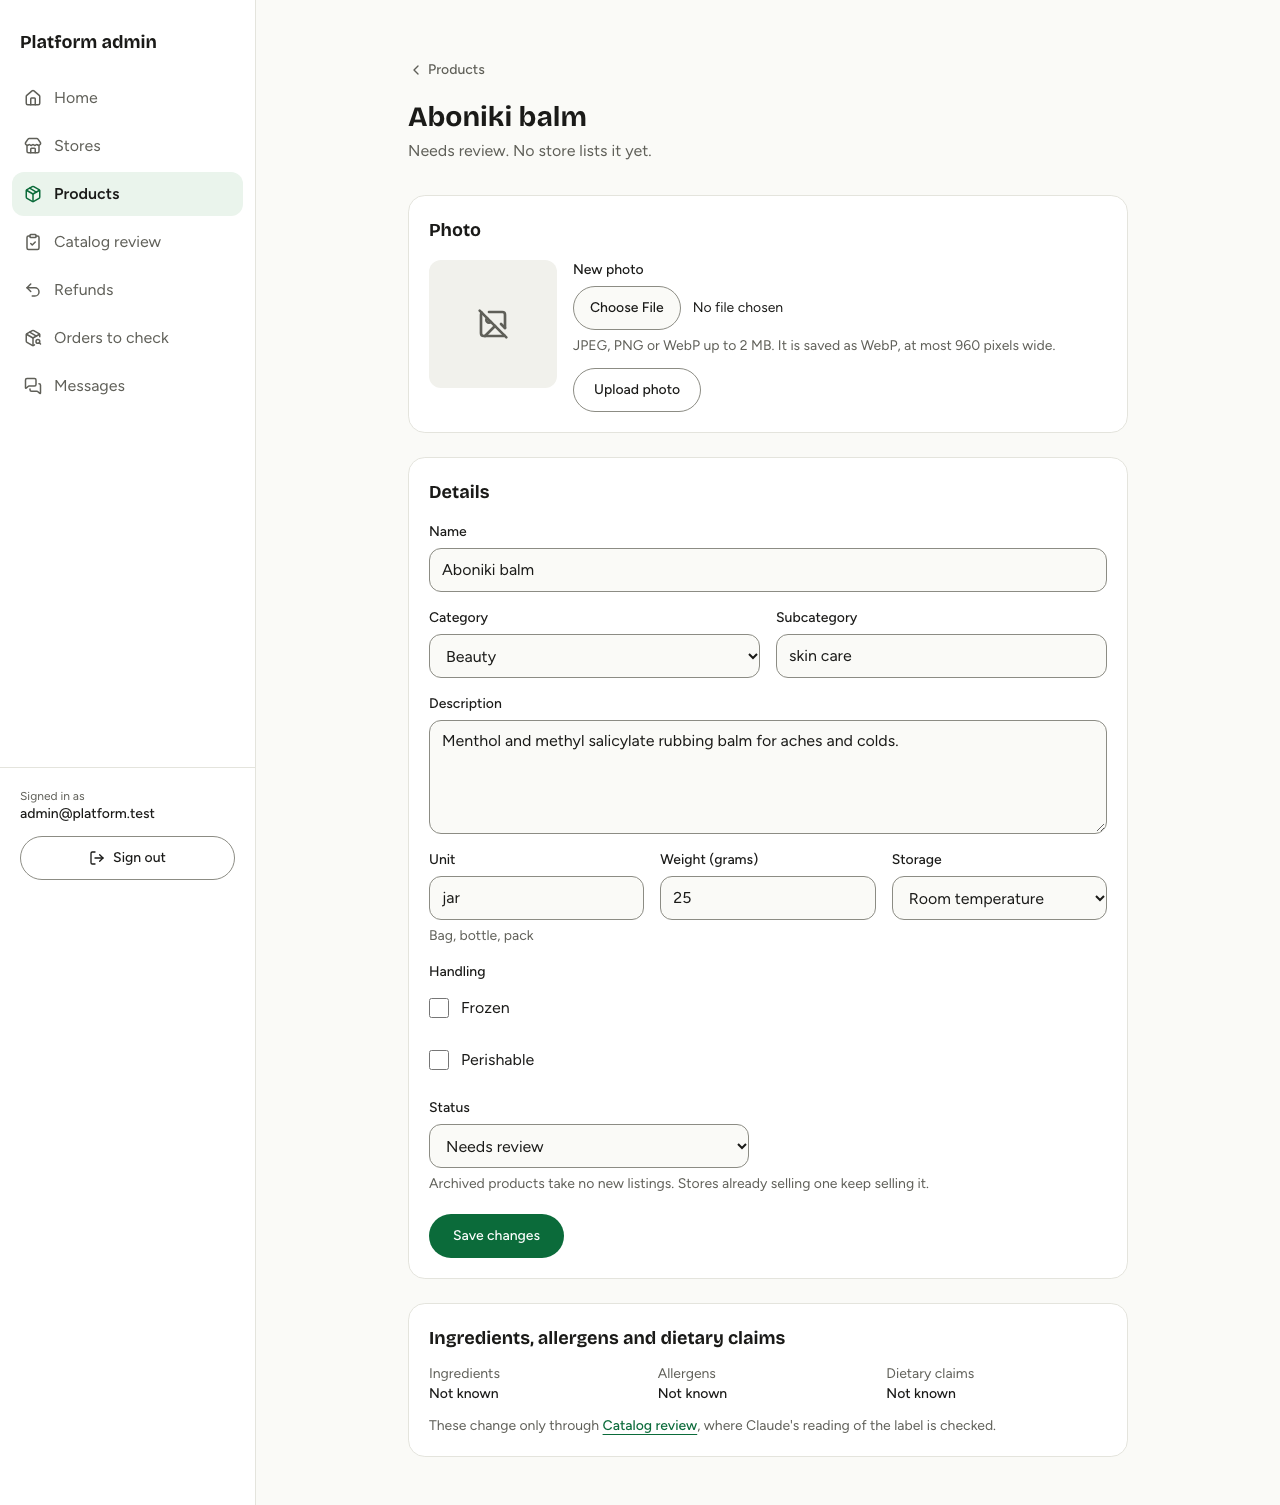 Platform admin
Home
Stores
Products
Catalog review
Refunds
Orders to check
Messages
Signed in as
admin@platform.test
Sign out
Products
Aboniki balm
Needs review. No store lists it yet.
Photo
New photo
Choose File No file chosen
JPEG, PNG or WebP up to 2 MB. It is saved as WebP, at most 960 pixels wide.
Upload photo
Details
Name
Aboniki balm
Category Subcategory
Beauty skin care
Description
Menthol and methyl salicylate rubbing balm for aches and colds.
Unit Weight (grams) Storage
jar 25 Room temperature
Bag, bottle, pack
Handling
Frozen
Perishable
Status
Needs review
Archived products take no new listings. Stores already selling one keep selling it.
Save changes
Ingredients, allergens and dietary claims
Ingredients Allergens Dietary claims
Not known Not known Not known
These change only through Catalog review, where Claude's reading of the label is checked.